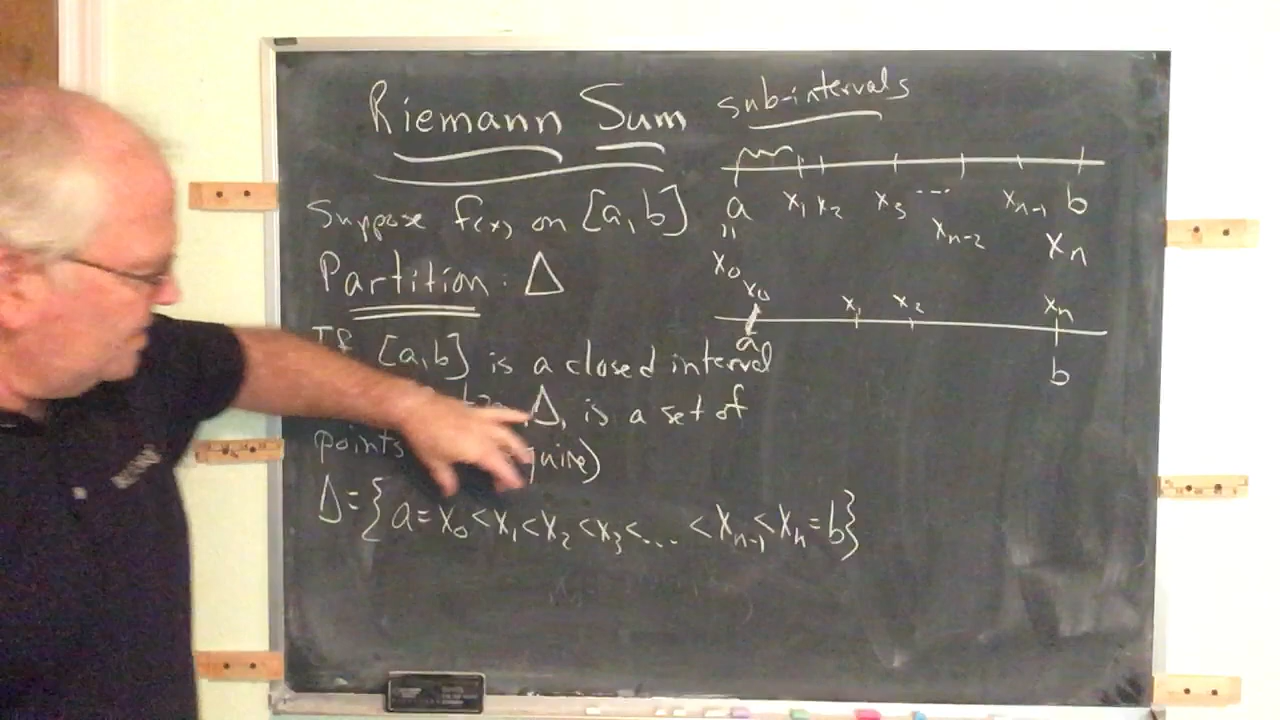 Riemann Sum
sub-intervals
Suppose f(x) on [a,b]
a x₁ x₂ x₃ ... xₙ₋₂ xₙ₋₁ b
=
x₀ xₙ
Partition: Δ
x₀ x₁ x₂ xₙ
a b
If [a,b] is a closed interval
Δ, is a set of
points
Δ={a=x₀<x₁<x₂<x₃<... <xₙ₋₁<xₙ=b}